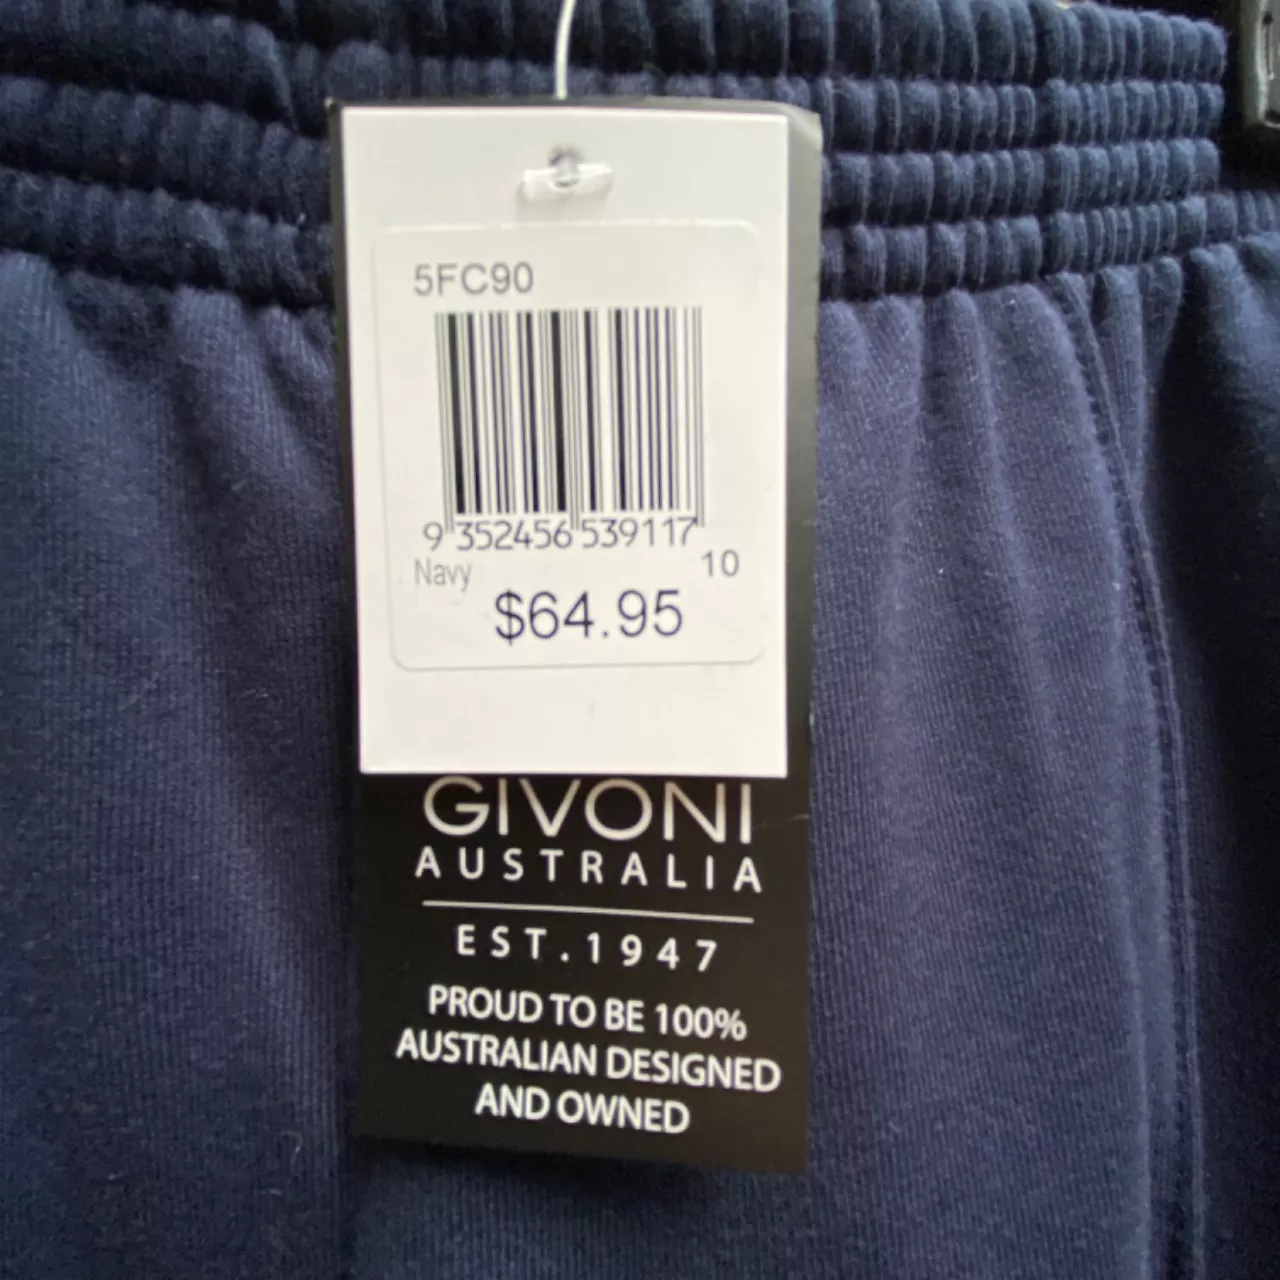 5FC90
9 352456 539117
Navy 10
$64.95
GIVONI
AUSTRALIA
EST.1947
PROUD TO BE 100%
AUSTRALIAN DESIGNED
AND OWNED